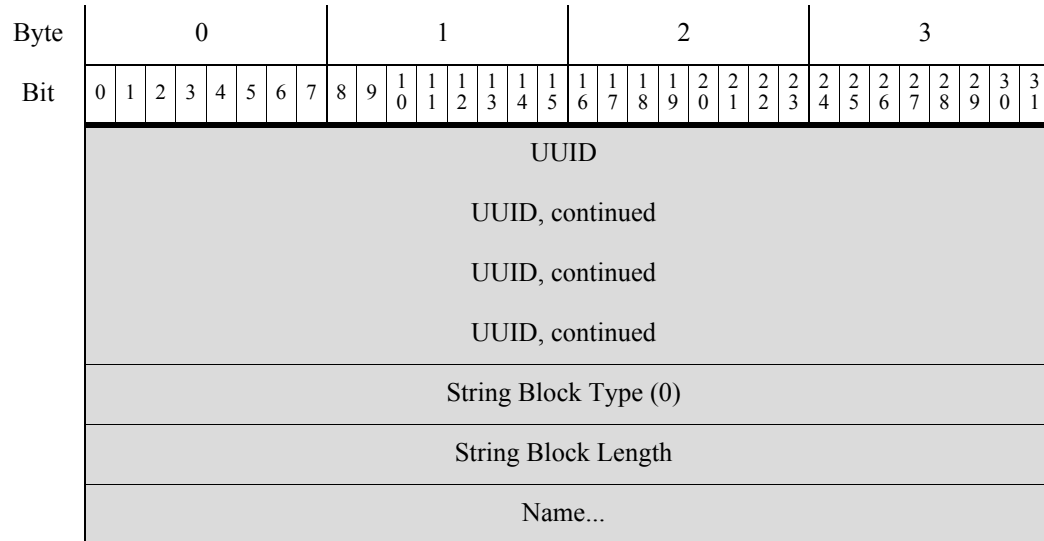 Byte 0 1 2 3
Bit 0 1 2 3 4 5 6 7 8 9 10 11 12 13 14 15 16 17 18 19 20 21 22 23 24 25 26 27 28 29 30 31
UUID
UUID, continued
UUID, continued
UUID, continued
String Block Type (0)
String Block Length
Name...